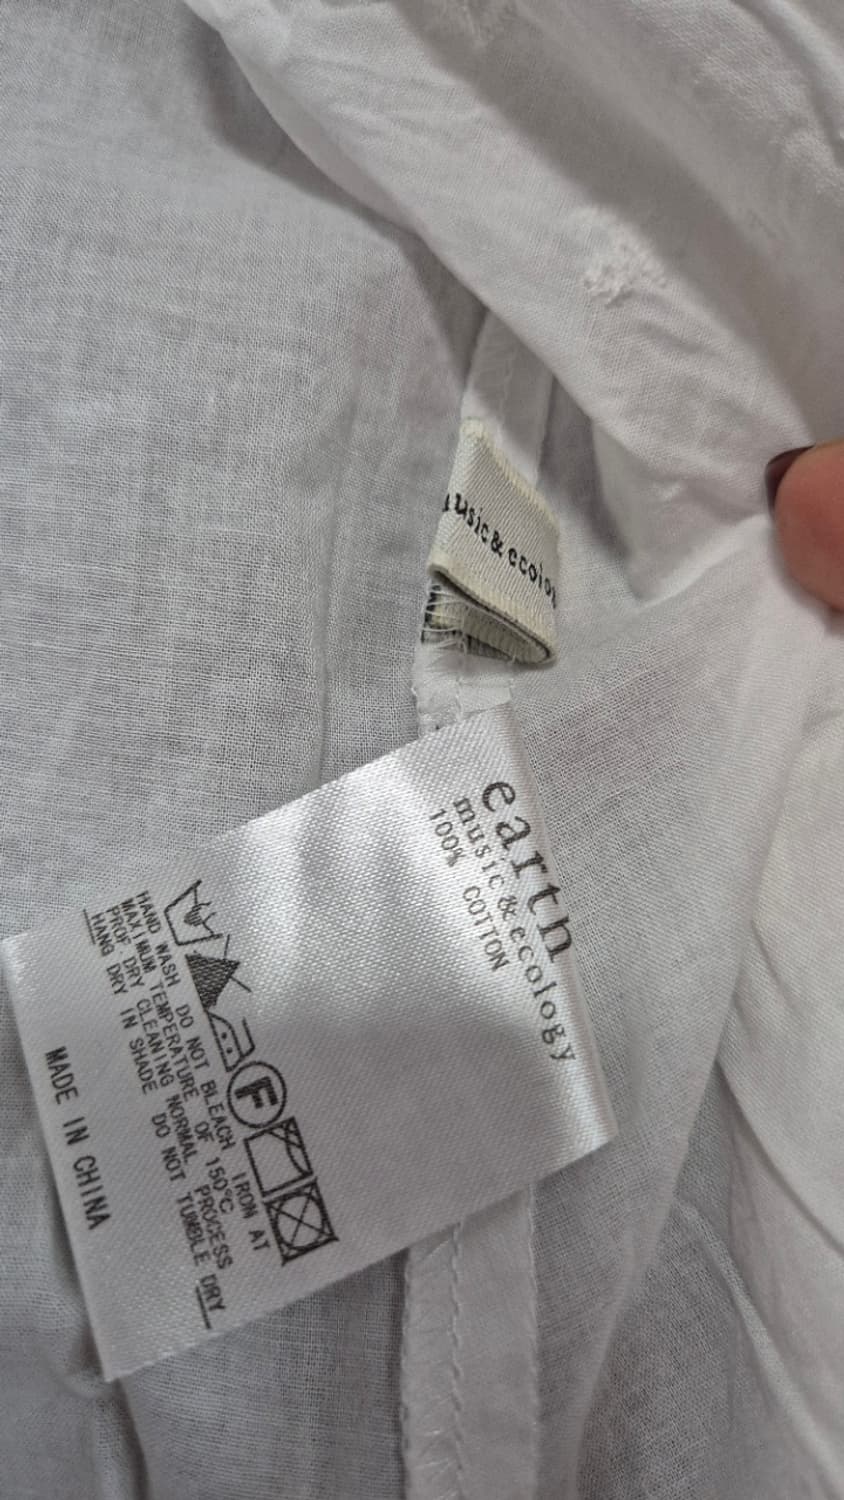 usic&ecolo
earth
music&ecology
100% COTTON
F
HAND WASH DO NOT BLEACH IRON AT
MAXIMUM TEMPERATURE OF 150°C
PROF.DRY CLEANING NORMAL PROCESS
HANG DRY IN SHADE DO NOT TUMBLE DRY
MADE IN CHINA